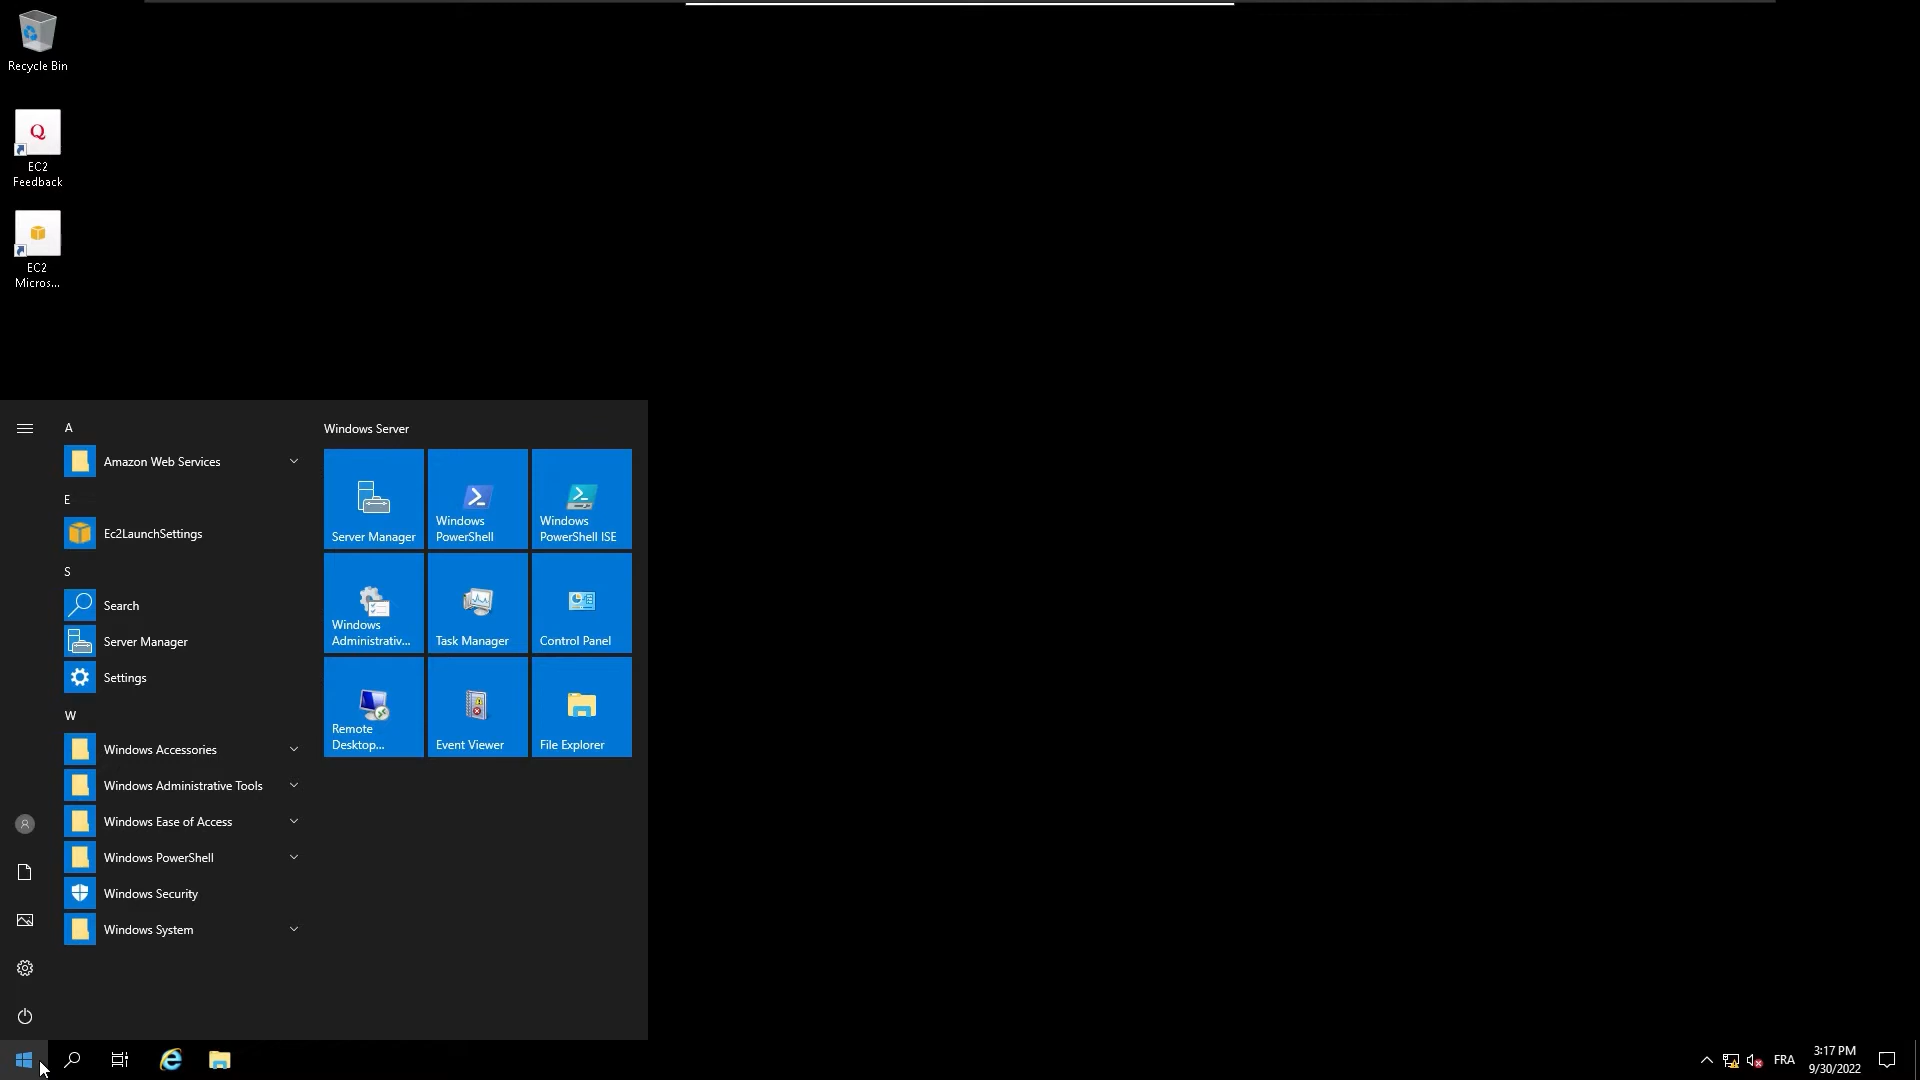 Recycle Bin
Q
EC2
Feedback
EC2
Micros...
A
Amazon Web Services
E
Ec2LaunchSettings
S
Search
Server Manager
Settings
W
Windows Accessories
Windows Administrative Tools
Windows Ease of Access
Windows PowerShell
Windows Security
Windows System
Windows Server
Server Manager
Windows
PowerShell
Windows
PowerShell ISE
Windows
Administrativ...
Task Manager
Control Panel
Remote
Desktop...
Event Viewer
File Explorer
FRA
3:17 PM
9/30/2022